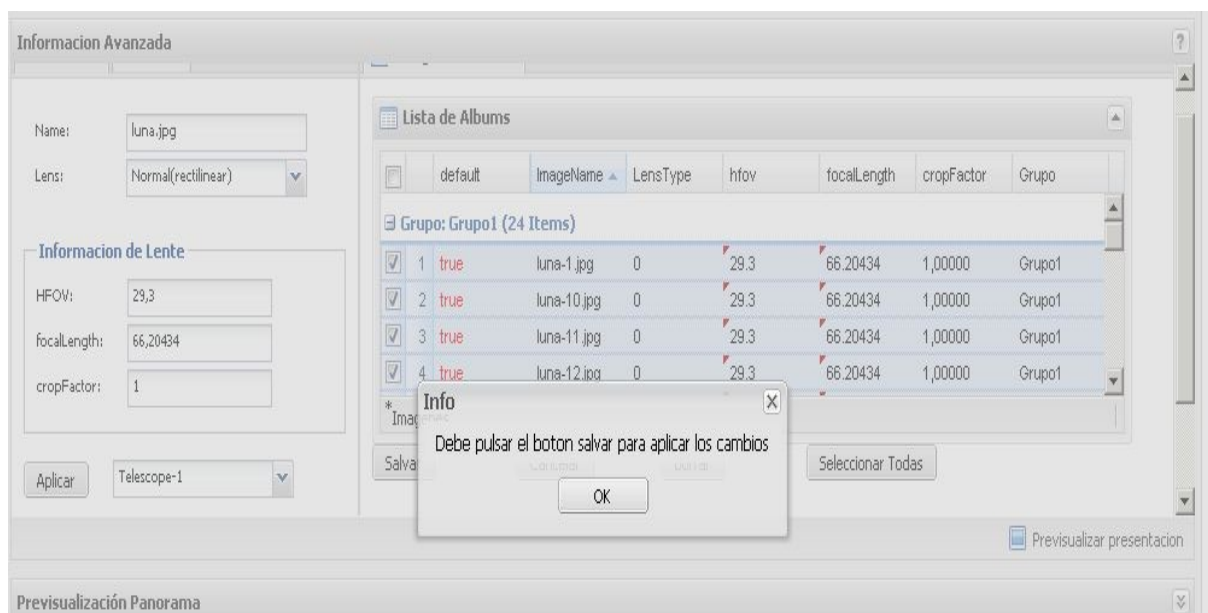 Informacion Avanzada
?
Name: luna.jpg
Lens: Normal(rectilinear)
Informacion de Lente
HFOV: 29,3
focalLength: 66,20434
cropFactor: 1
Aplicar Telescope-1
Lista de Albums
default ImageName LensType hfov focalLength cropFactor Grupo
Grupo: Grupo1 (24 Items)
1 true luna-1.jpg 0 29.3 66.20434 1,00000 Grupo1
2 true luna-10.jpg 0 29.3 66.20434 1,00000 Grupo1
3 true luna-11.jpg 0 29.3 66.20434 1,00000 Grupo1
4 true luna-12.jpg 0 29.3 66.20434 1,00000 Grupo1
Info
Debe pulsar el boton salvar para aplicar los cambios
OK
Seleccionar Todas
Previsualizar presentacion
Previsualización Panorama